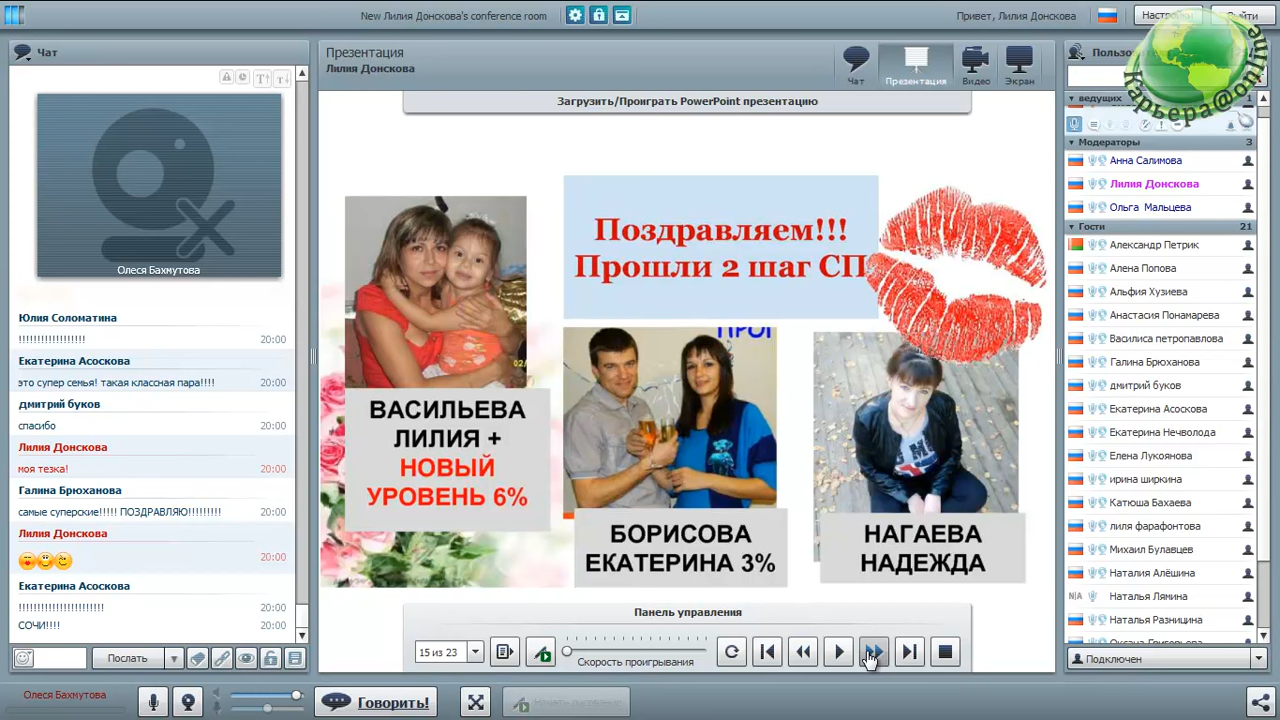 New Лилия Донскова's conference room
Привет, Лилия Донскова
Настройки
Выйти
карьера@online
Чат
Олеся Бахмутова
Юлия Соломатина
!!!!!!!!!!!!!!!!!! 20:00
Екатерина Асоскова
это супер семья! такая классная пара!!!! 20:00
дмитрий буков
спасибо 20:00
Лилия Донскова
моя тезка! 20:00
Галина Брюханова
самые суперские!!!!! ПОЗДРАВЛЯЮ!!!!!!!!! 20:00
Лилия Донскова
20:00
Екатерина Асоскова
!!!!!!!!!!!!!!!!!!!!!!! 20:00
СОЧИ!!!! 20:00
Послать
Олеся Бахмутова
Говорить!
Презентация
Лилия Донскова
Чат
Презентация
Видео
Экран
Загрузить/Проиграть PowerPoint презентацию
Поздравляем!!!
Прошли 2 шаг СП
ВАСИЛЬЕВА
ЛИЛИЯ +
НОВЫЙ
УРОВЕНЬ 6%
БОРИСОВА
ЕКАТЕРИНА 3%
НАГАЕВА
НАДЕЖДА
Панель управления
15 из 23
Скорость проигрывания
ведущих 1
Модераторы 3
Анна Салимова
Лилия Донскова
Ольга Мальцева
Гости 21
Александр Петрик
Алена Попова
Альфия Хузиева
Анастасия Понамарева
Василиса петропавлова
Галина Брюханова
дмитрий буков
Екатерина Асоскова
Екатерина Нечволода
Елена Лукоянова
ирина ширкина
Катюша Бахаева
лиля фарафонтова
Михаил Булавцев
Наталия Алёшина
N/A Наталья Лямина
Наталья Разницина
Оксана Григорьева
Подключен